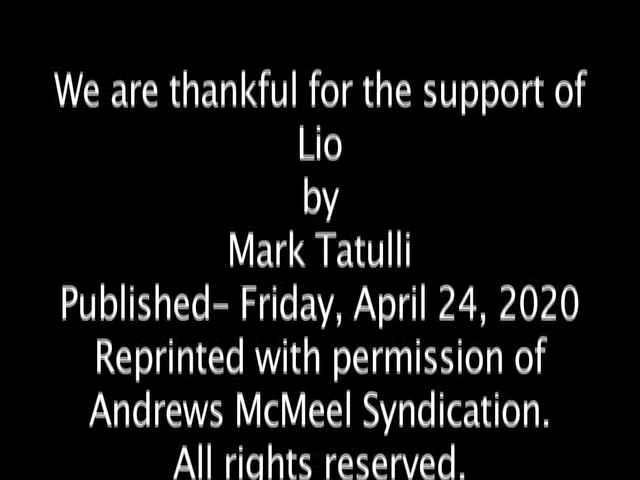 We are thankful for the support of
Lio
by
Mark Tatulli
Published- Friday, April 24, 2020
Reprinted with permission of
Andrews McMeel Syndication.
All rights reserved.